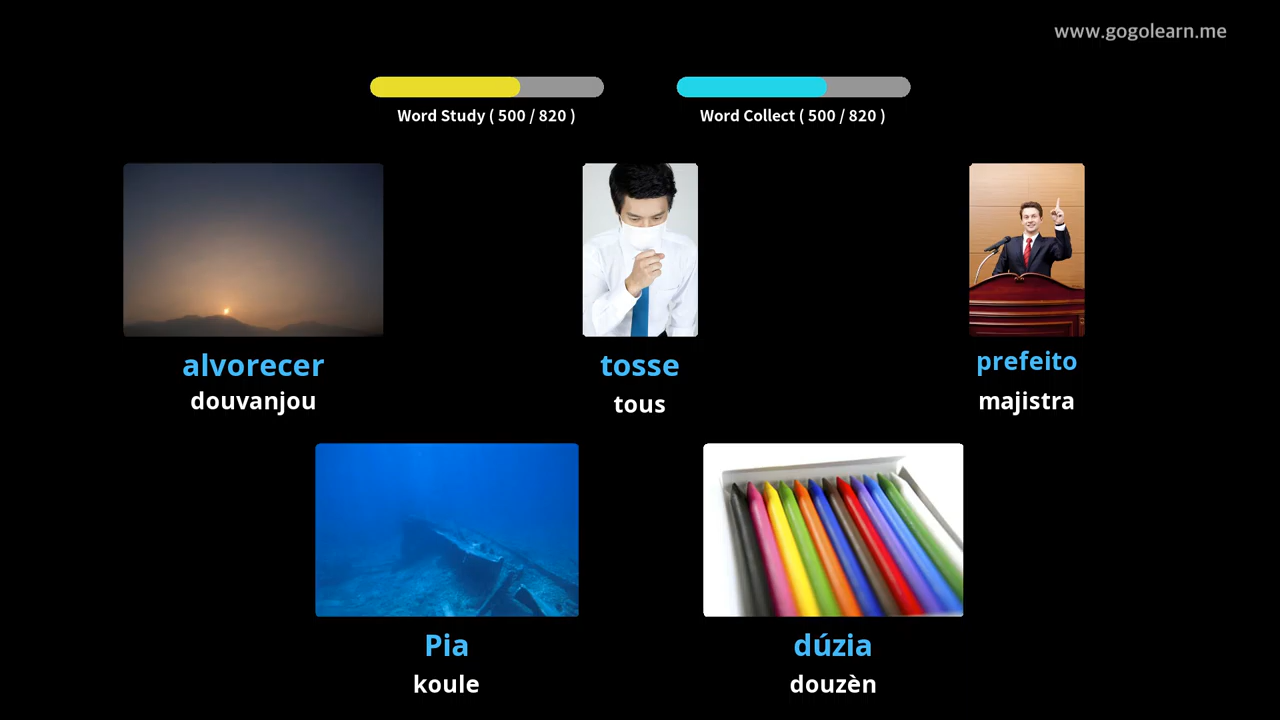 www.gogolearn.me
Word Study ( 500 / 820 )
Word Collect ( 500 / 820 )
alvorecer
douvanjou
tosse
tous
prefeito
majistra
Pia
koule
dúzia
douzèn